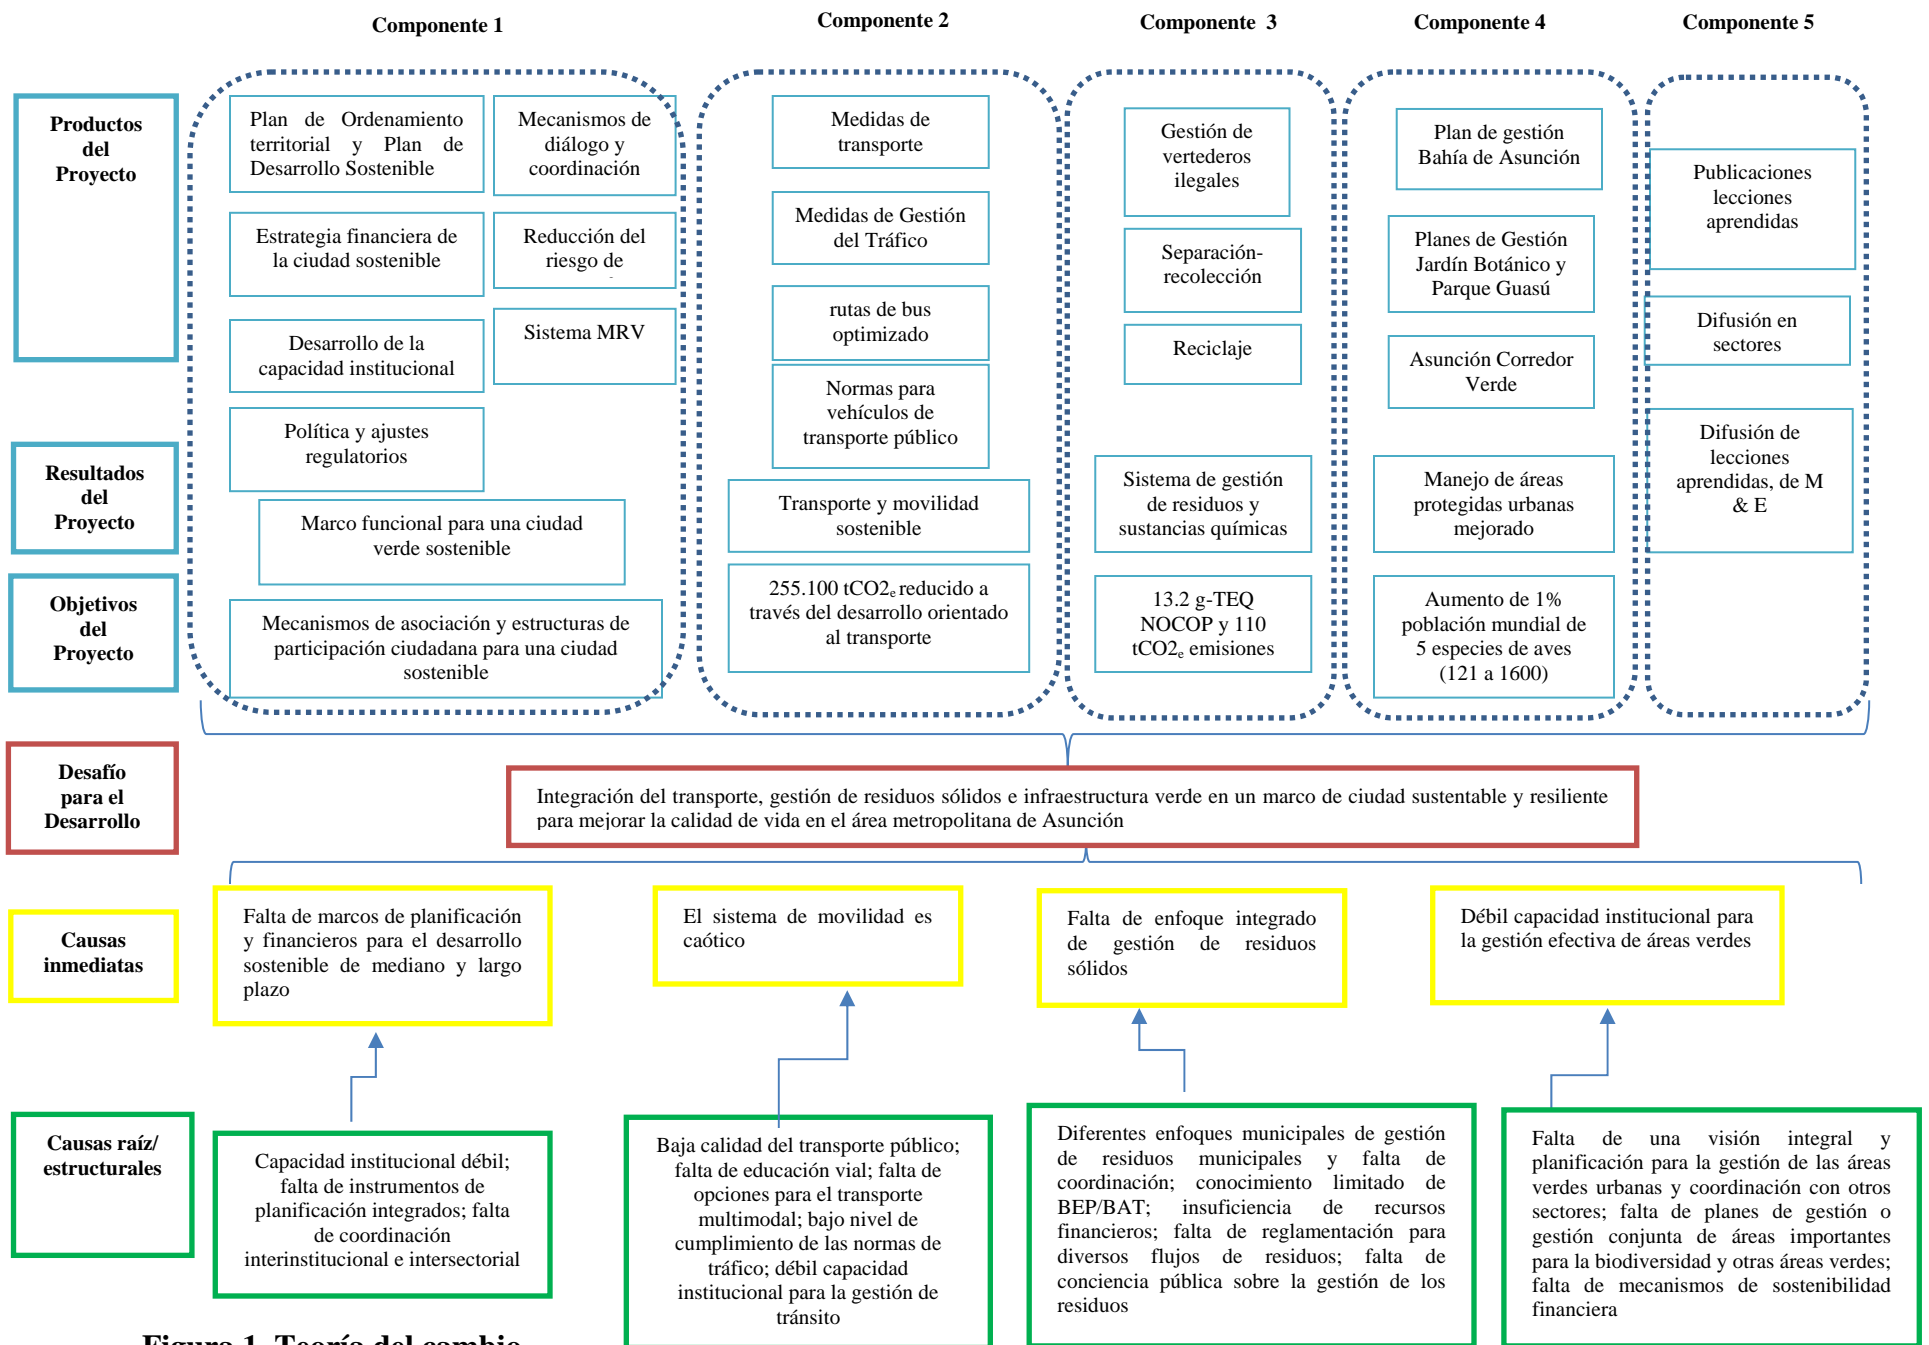 Componente 1
Componente 2
Componente 3
Componente 4
Componente 5
Productos
del
Proyecto
Plan de Ordenamiento
territorial y Plan de
Desarrollo Sostenible
Mecanismos de
diálogo y
coordinación
Estrategia financiera de
la ciudad sostenible
Reducción del
riesgo de
Desarrollo de la
capacidad institucional
Sistema MRV
Política y ajustes
regulatorios
Medidas de
transporte
Medidas de Gestión
del Tráfico
rutas de bus
optimizado
Normas para
vehículos de
transporte público
Gestión de
vertederos
ilegales
Separación-
recolección
Reciclaje
Plan de gestión
Bahía de Asunción
Planes de Gestión
Jardín Botánico y
Parque Guasú
Asunción Corredor
Verde
Publicaciones
lecciones
aprendidas
Difusión en
sectores
Difusión de
lecciones
aprendidas, de M
& E
Resultados
del
Proyecto
Marco funcional para una ciudad
verde sostenible
Transporte y movilidad
sostenible
Sistema de gestión
de residuos y
sustancias químicas
Manejo de áreas
protegidas urbanas
mejorado
Objetivos
del
Proyecto
Mecanismos de asociación y estructuras de
participación ciudadana para una ciudad
sostenible
255.100 tCO2e reducido a
través del desarrollo orientado
al transporte
13.2 g-TEQ
NOCOP y 110
tCO2e emisiones
Aumento de 1%
población mundial de
5 especies de aves
(121 a 1600)
Desafío
para el
Desarrollo
Integración del transporte, gestión de residuos sólidos e infraestructura verde en un marco de ciudad sustentable y resiliente
para mejorar la calidad de vida en el área metropolitana de Asunción
Causas
inmediatas
Falta de marcos de planificación
y financieros para el desarrollo
sostenible de mediano y largo
plazo
El sistema de movilidad es
caótico
Falta de enfoque integrado
de gestión de residuos
sólidos
Débil capacidad institucional para
la gestión efectiva de áreas verdes
Causas raíz/
estructurales
Capacidad institucional débil;
falta de instrumentos de
planificación integrados; falta
de coordinación
interinstitucional e intersectorial
Baja calidad del transporte público;
falta de educación vial; falta de
opciones para el transporte
multimodal; bajo nivel de
cumplimiento de las normas de
tráfico; débil capacidad
institucional para la gestión de
tránsito
Diferentes enfoques municipales de gestión
de residuos municipales y falta de
coordinación; conocimiento limitado de
BEP/BAT; insuficiencia de recursos
financieros; falta de reglamentación para
diversos flujos de residuos; falta de
conciencia pública sobre la gestión de los
residuos
Falta de una visión integral y
planificación para la gestión de las áreas
verdes urbanas y coordinación con otros
sectores; falta de planes de gestión o
gestión conjunta de áreas importantes
para la biodiversidad y otras áreas verdes;
falta de mecanismos de sostenibilidad
financiera
Figura 1. Teoría del cambio